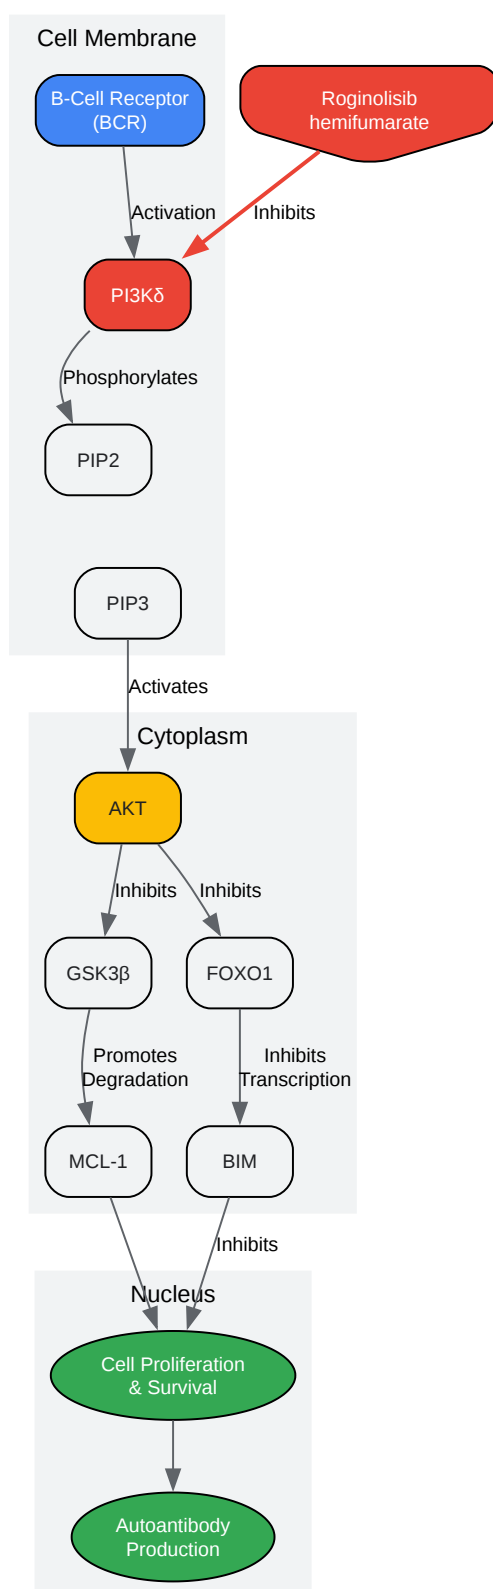 Cell Membrane
B-Cell Receptor
(BCR)
Roginolisib
hemifumarate
Activation
Inhibits
PI3Kδ
Phosphorylates
PIP2
PIP3
Activates
Cytoplasm
AKT
Inhibits
Inhibits
GSK3β
FOXO1
Promotes
Degradation
Inhibits
Transcription
MCL-1
BIM
Inhibits
Nucleus
Cell Proliferation
& Survival
Autoantibody
Production